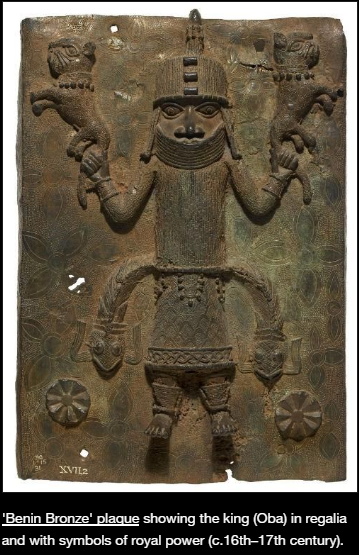 XVII.2
'Benin Bronze' plaque showing the king (Oba) in regalia
and with symbols of royal power (c.16th–17th century).